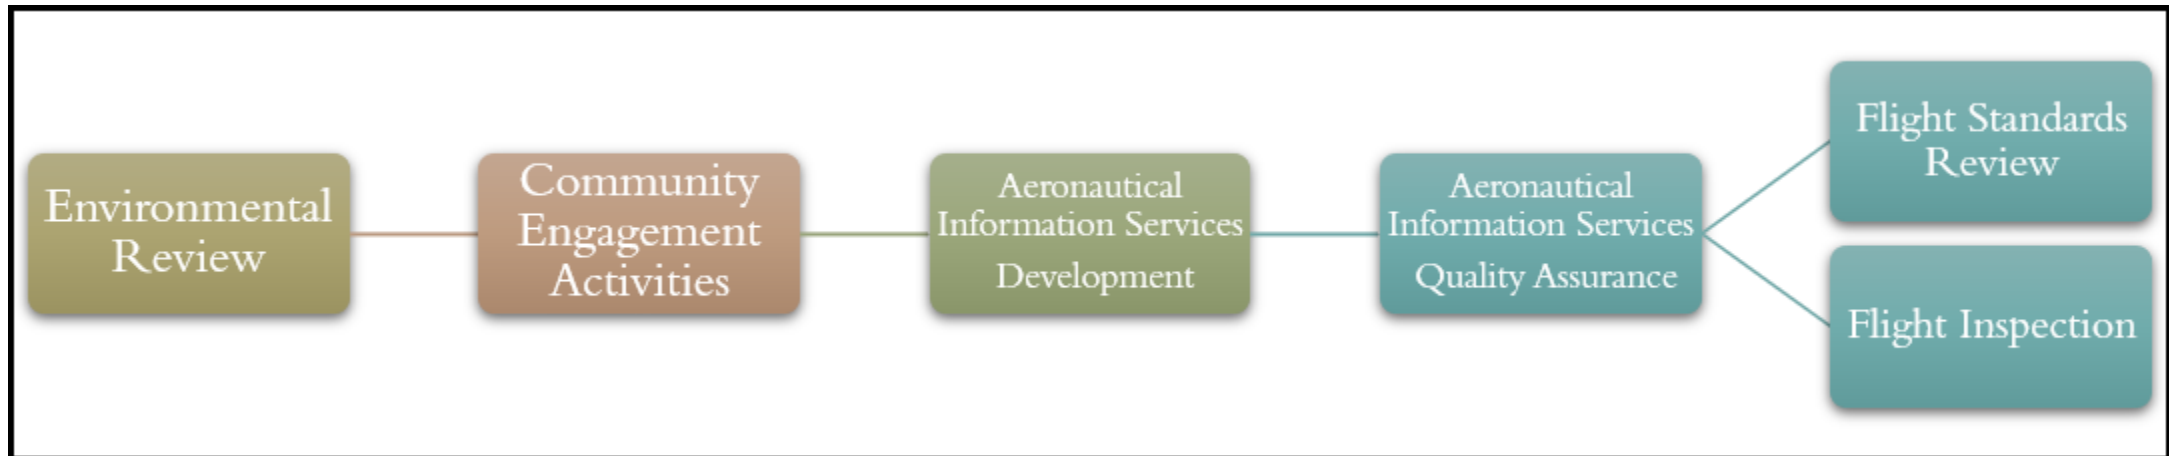 Environmental
Review
Community
Engagement
Activities
Aeronautical
Information Services
Development
Aeronautical
Information Services
Quality Assurance
Flight Standards
Review
Flight Inspection